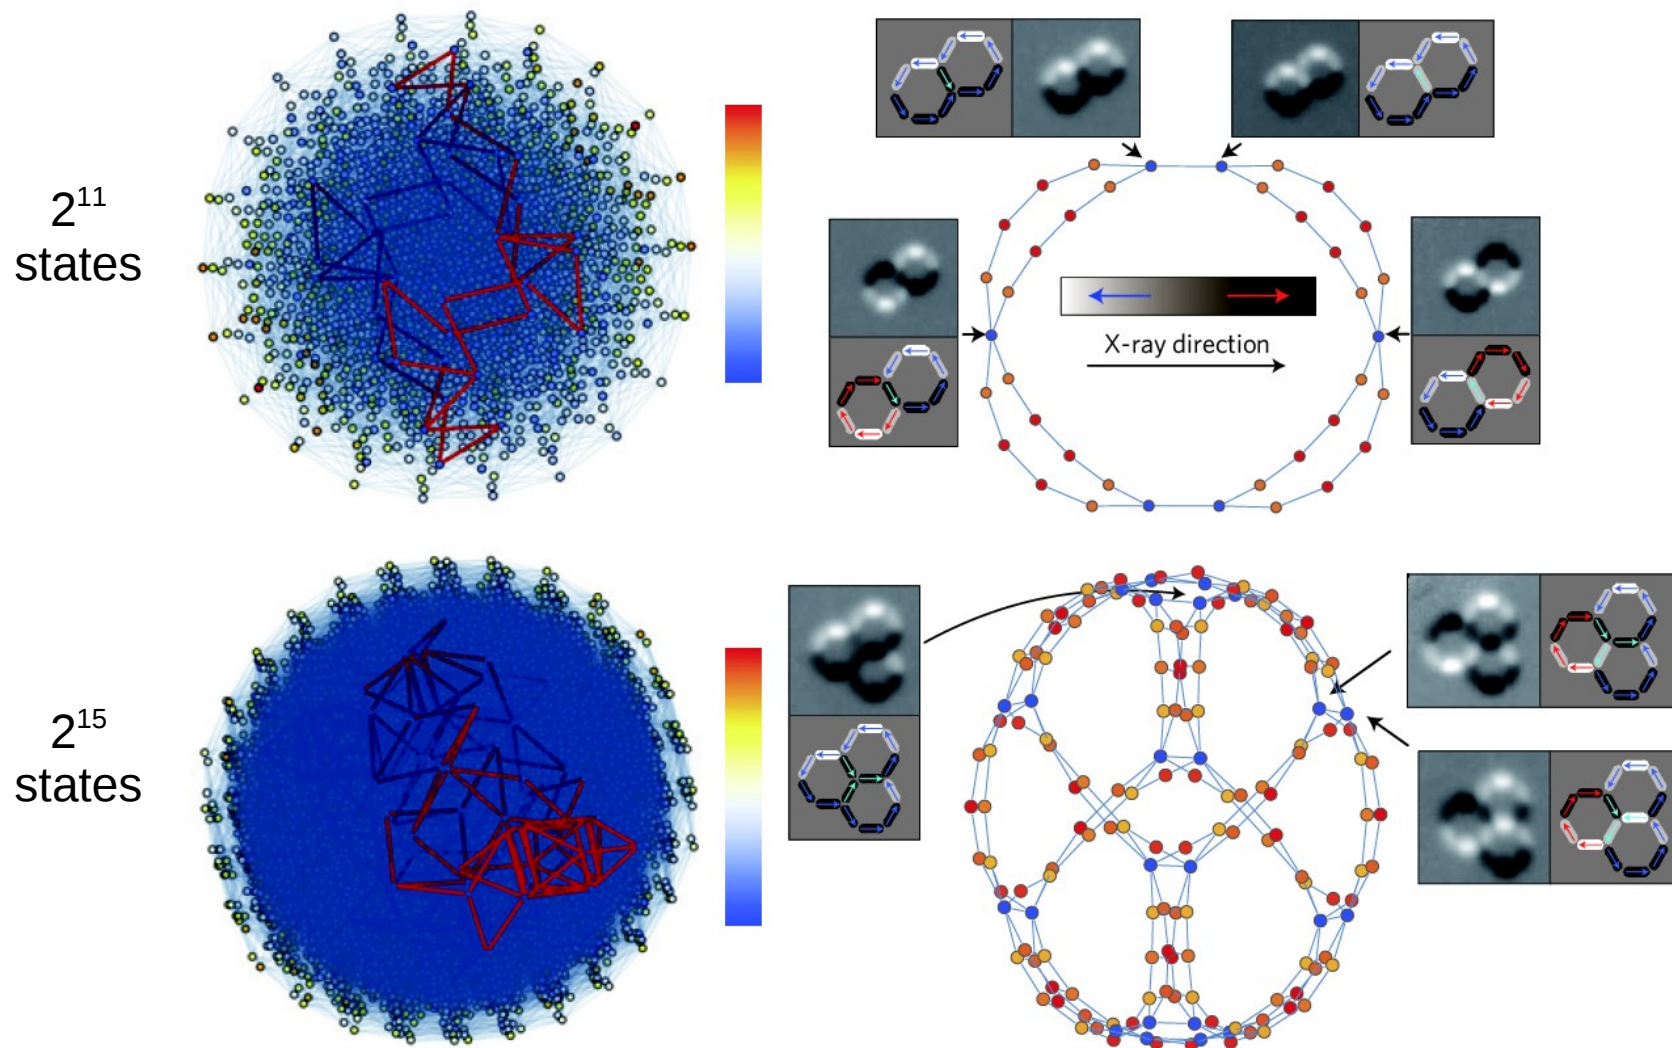 2¹¹
states
X-ray direction
2¹⁵
states